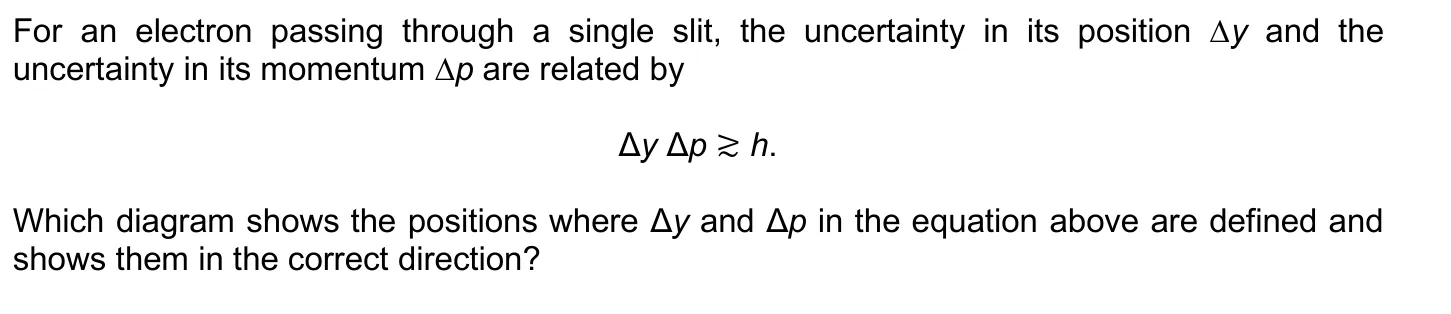 For an electron passing through a single slit, the uncertainty in its position Δy and the
uncertainty in its momentum Δp are related by
Δy Δp ≳ h.
Which diagram shows the positions where Δy and Δp in the equation above are defined and
shows them in the correct direction?